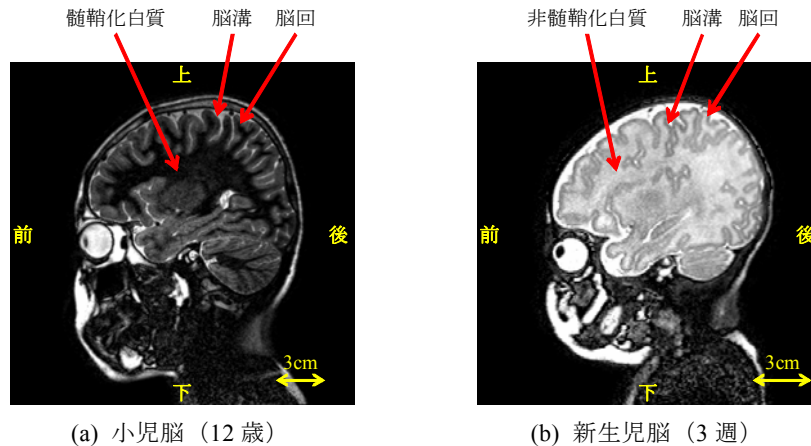 髄鞘化白質 脳溝 脳回
上
前 後
3cm
下
(a) 小児脳（12 歳）
非髄鞘化白質 脳溝 脳回
上
前 後
3cm
下
(b) 新生児脳（3 週）